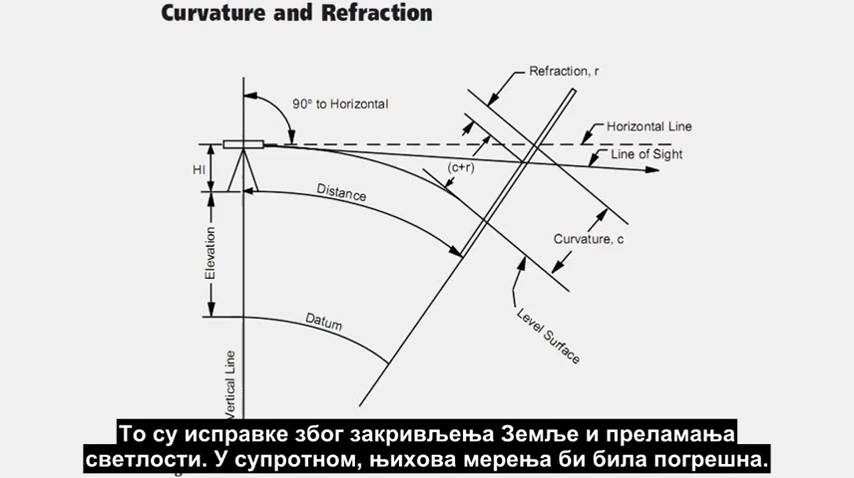 Curvature and Refraction
Refraction, r
90° to Horizontal
Horizontal Line
Line of Sight
HI
(c+r)
Distance
Curvature, c
Elevation
Datum
Level Surface
Vertical Line
То су исправке због закривљења Земље и преламања
светлости. У супротном, њихова мерења би била погрешна.